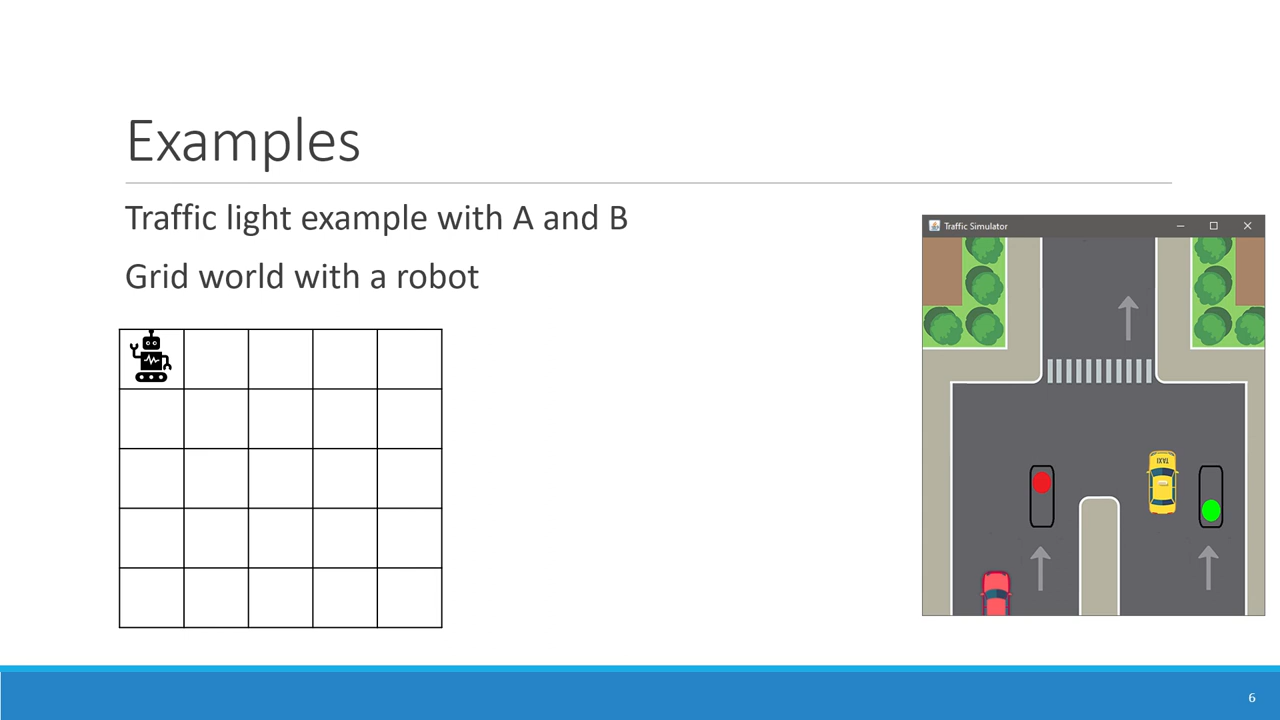 Examples
Traffic light example with A and B
Grid world with a robot
Traffic Simulator
TAXI
6